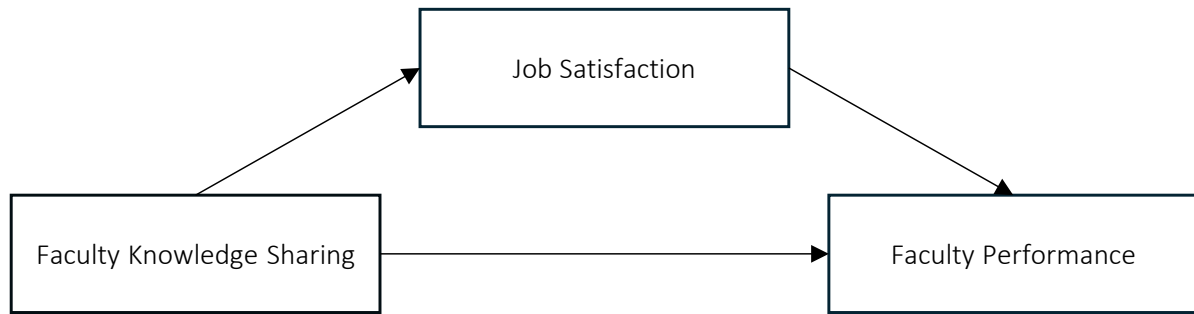 Job Satisfaction
Faculty Knowledge Sharing
Faculty Performance